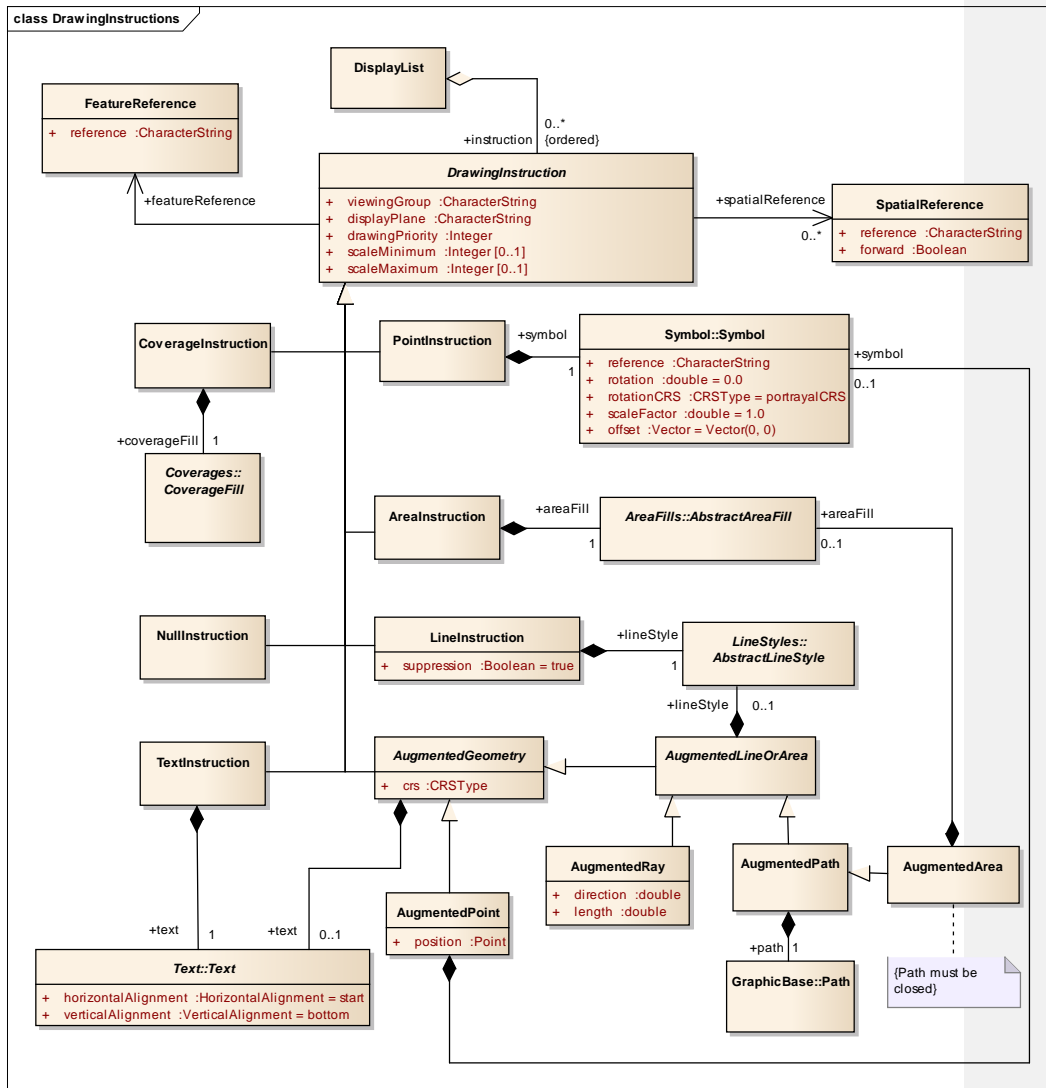 class DrawingInstructions
DisplayList
FeatureReference
+ reference :CharacterString
+instruction
0..*
{ordered}
+featureReference
DrawingInstruction
+ viewingGroup :CharacterString
+ displayPlane :CharacterString
+ drawingPriority :Integer
+ scaleMinimum :Integer [0..1]
+ scaleMaximum :Integer [0..1]
+spatialReference
0..*
SpatialReference
+ reference :CharacterString
+ forward :Boolean
CoverageInstruction
PointInstruction
+symbol
1
Symbol::Symbol
+ reference :CharacterString
+ rotation :double = 0.0
+ rotationCRS :CRSType = portrayalCRS
+ scaleFactor :double = 1.0
+ offset :Vector = Vector(0, 0)
+symbol
0..1
+coverageFill
1
Coverages::
CoverageFill
AreaInstruction
+areaFill
1
AreaFills::AbstractAreaFill
+areaFill
0..1
NullInstruction
LineInstruction
+ suppression :Boolean = true
+lineStyle
1
LineStyles::
AbstractLineStyle
+lineStyle
0..1
TextInstruction
AugmentedGeometry
+ crs :CRSType
AugmentedLineOrArea
AugmentedRay
+ direction :double
+ length :double
AugmentedPath
AugmentedArea
AugmentedPoint
+ position :Point
+text
1
+text
0..1
+path
1
Text::Text
+ horizontalAlignment :HorizontalAlignment = start
+ verticalAlignment :VerticalAlignment = bottom
GraphicBase::Path
{Path must be
closed}